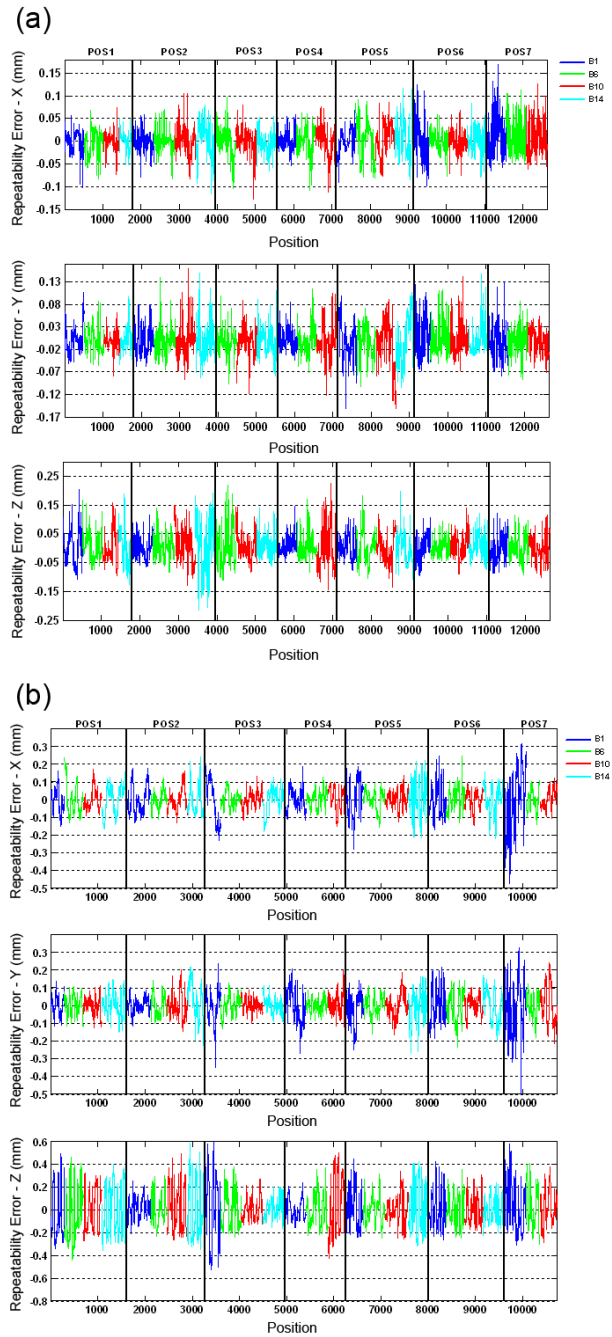 (a)
POS1 POS2 POS3 POS4 POS5 POS6 POS7
B1
B6
B10
B14
Repeatability Error - X (mm)
0.15
0.1
0.05
0
-0.05
-0.1
-0.15
1000 2000 3000 4000 5000 6000 7000 8000 9000 10000 11000 12000
Position
Repeatability Error - Y (mm)
0.13
0.08
0.03
-0.02
-0.07
-0.12
-0.17
1000 2000 3000 4000 5000 6000 7000 8000 9000 10000 11000 12000
Position
Repeatability Error - Z (mm)
0.25
0.15
0.05
-0.05
-0.15
-0.25
1000 2000 3000 4000 5000 6000 7000 8000 9000 10000 11000 12000
Position
(b)
POS1 POS2 POS3 POS4 POS5 POS6 POS7
B1
B6
B10
B14
Repeatability Error - X (mm)
0.3
0.2
0.1
0
-0.1
-0.2
-0.3
-0.4
-0.5
1000 2000 3000 4000 5000 6000 7000 8000 9000 10000
Position
Repeatability Error - Y (mm)
0.3
0.2
0.1
0
-0.1
-0.2
-0.3
-0.4
-0.5
1000 2000 3000 4000 5000 6000 7000 8000 9000 10000
Position
Repeatability Error - Z (mm)
0.6
0.4
0.2
0
-0.2
-0.4
-0.6
-0.8
1000 2000 3000 4000 5000 6000 7000 8000 9000 10000
Position